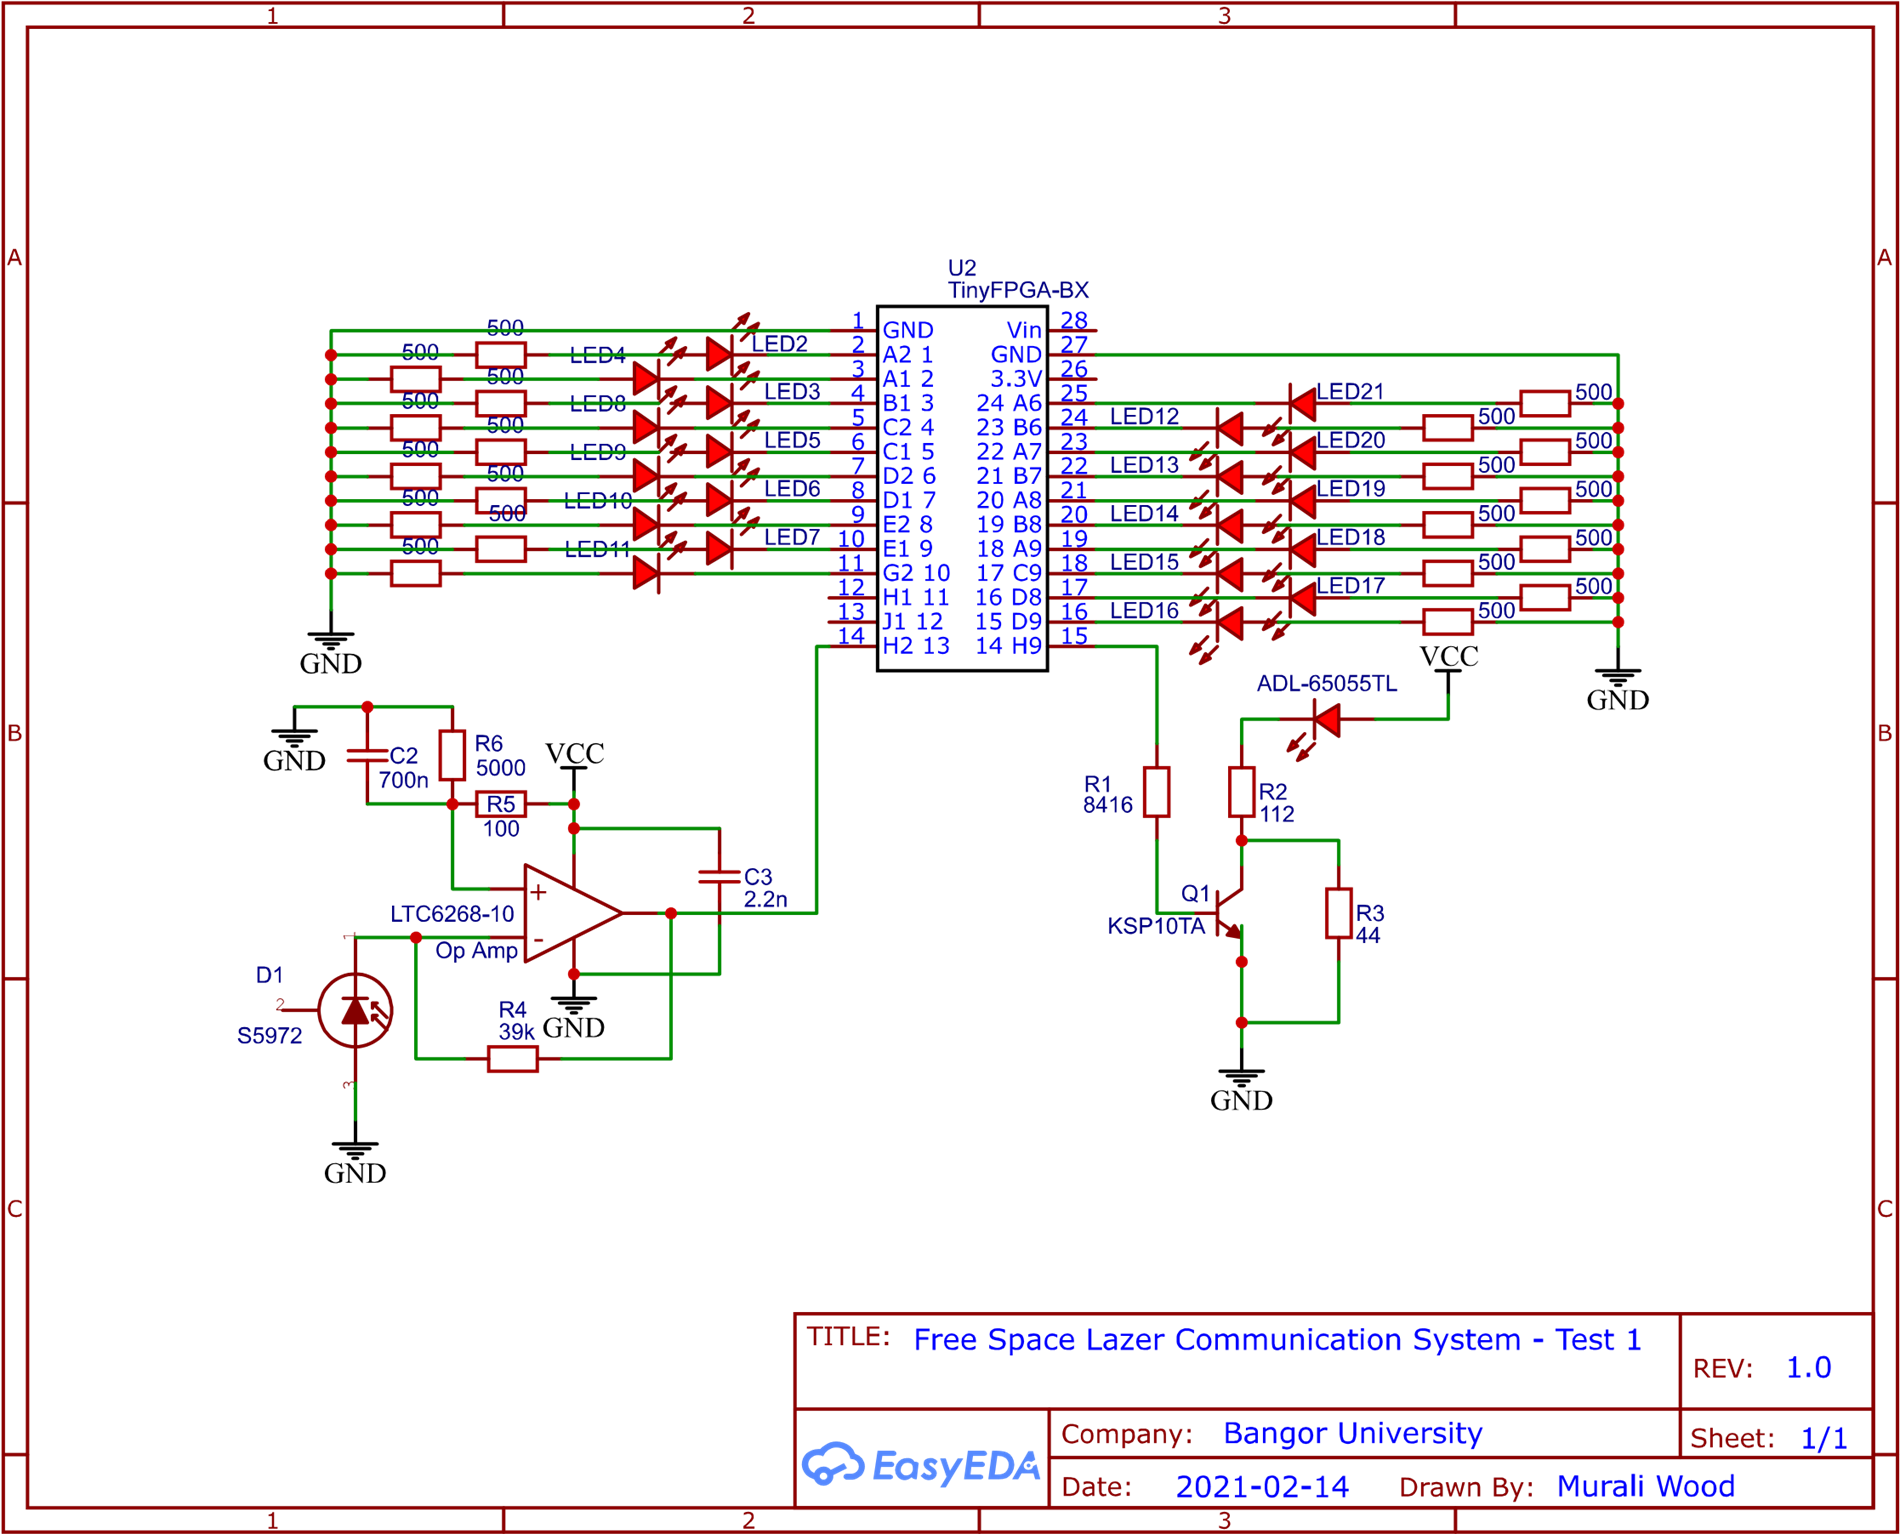 1 2 3
A A
U2
TinyFPGA-BX
500 1 GND Vin 28
500 LED4 LED2 2 A2 1 GND 27
500 3 A1 2 3.3V 26
500 LED8 LED3 4 B1 3 24 A6 25 LED21 500
500 5 C2 4 23 B6 24 LED12 500
500 LED9 LED5 6 C1 5 22 A7 23 LED20 500
500 7 D2 6 21 B7 22 LED13 500
500 LED10 LED6 8 D1 7 20 A8 21 LED19 500
500 9 E2 8 19 B8 20 LED14 500
500 LED11 LED7 10 E1 9 18 A9 19 LED18 500
11 G2 10 17 C9 18 LED15 500
12 H1 11 16 D8 17 LED17 500
13 J1 12 15 D9 16 LED16 500
14 H2 13 14 H9 15
GND
VCC
ADL-65055TL
GND
B B
GND
C2
700n
R6
5000
VCC
R5
100
R1
8416
R2
112
C3
2.2n
+
-
LTC6268-10
Op Amp
Q1
KSP10TA
R3
44
1
D1
2
S5972
3
R4
39k
GND
GND
GND
C C
TITLE: Free Space Lazer Communication System - Test 1
REV: 1.0
EasyEDA
Company: Bangor University
Sheet: 1/1
Date: 2021-02-14 Drawn By: Murali Wood
1 2 3